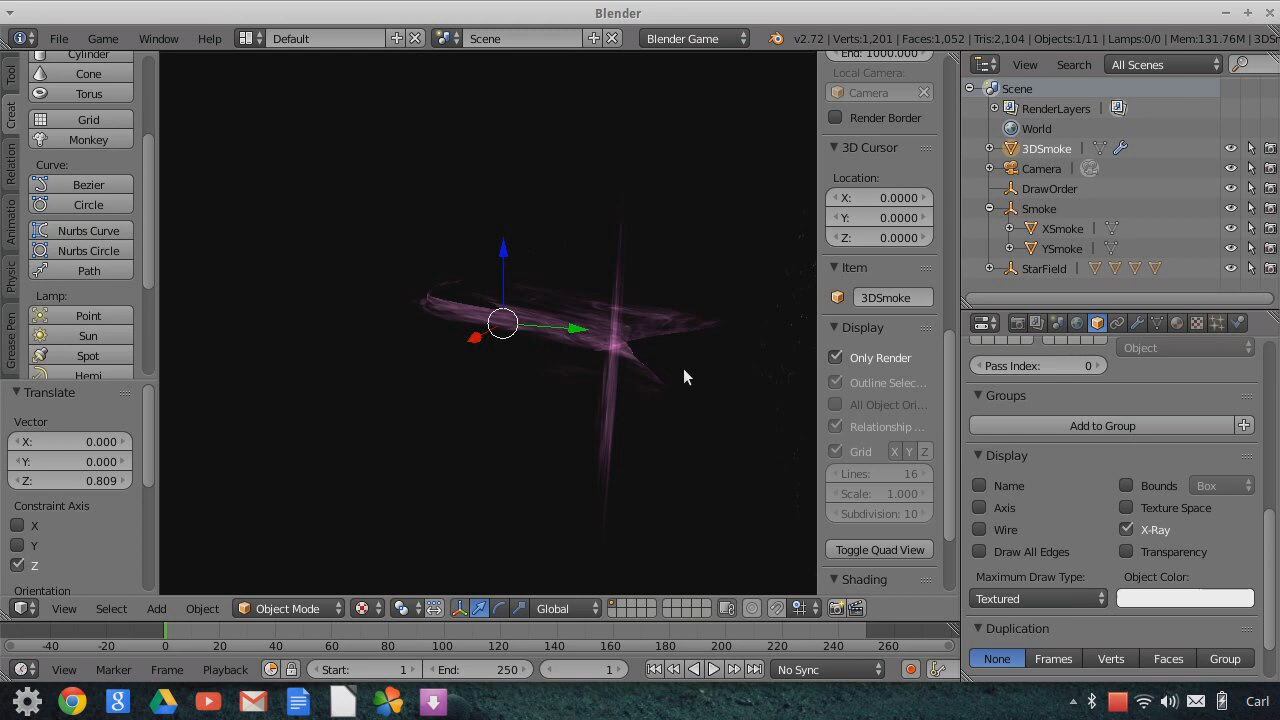 Blender
File Render Window Help Default Scene Blender Game v2.72 | Verts:1,201 | Faces:1,052 | Tris:2,104 | Objects:1/11 | Lamps:0/0 | Mem:131.76M | 3DS
Tool
Creat
Relation
Animatio
Physic
Grease Pen
Cylinder
Cone
Torus
Grid
Monkey
Curve:
Bezier
Circle
Nurbs Curve
Nurbs Circle
Path
Lamp:
Point
Sun
Spot
Hemi
Translate
Vector
X: 0.000
Y: 0.000
Z: 0.809
Constraint Axis
X
Y
Z
Orientation
End: 1000.000
Local Camera:
Camera
Render Border
3D Cursor
Location:
X: 0.0000
Y: 0.0000
Z: 0.0000
Item
3DSmoke
Display
Only Render
Outline Selec...
All Object Ori...
Relationship ...
Grid X Y Z
Lines: 16
Scale: 1.000
Subdivision: 10
Toggle Quad View
Shading
View Search All Scenes
Scene
RenderLayers
World
3DSmoke
Camera
DrawOrder
Smoke
XSmoke
YSmoke
StarField
Object
Pass Index: 0
Groups
Add to Group
Display
Name Bounds Box
Axis Texture Space
Wire X-Ray
Draw All Edges Transparency
Maximum Draw Type: Object Color:
Textured
Duplication
None Frames Verts Faces Group
View Select Add Object Object Mode Global
-40 -20 0 20 40 60 80 100 120 140 160 180 200 220 240 260
View Marker Frame Playback Start: 1 End: 250 1 No Sync
Carl